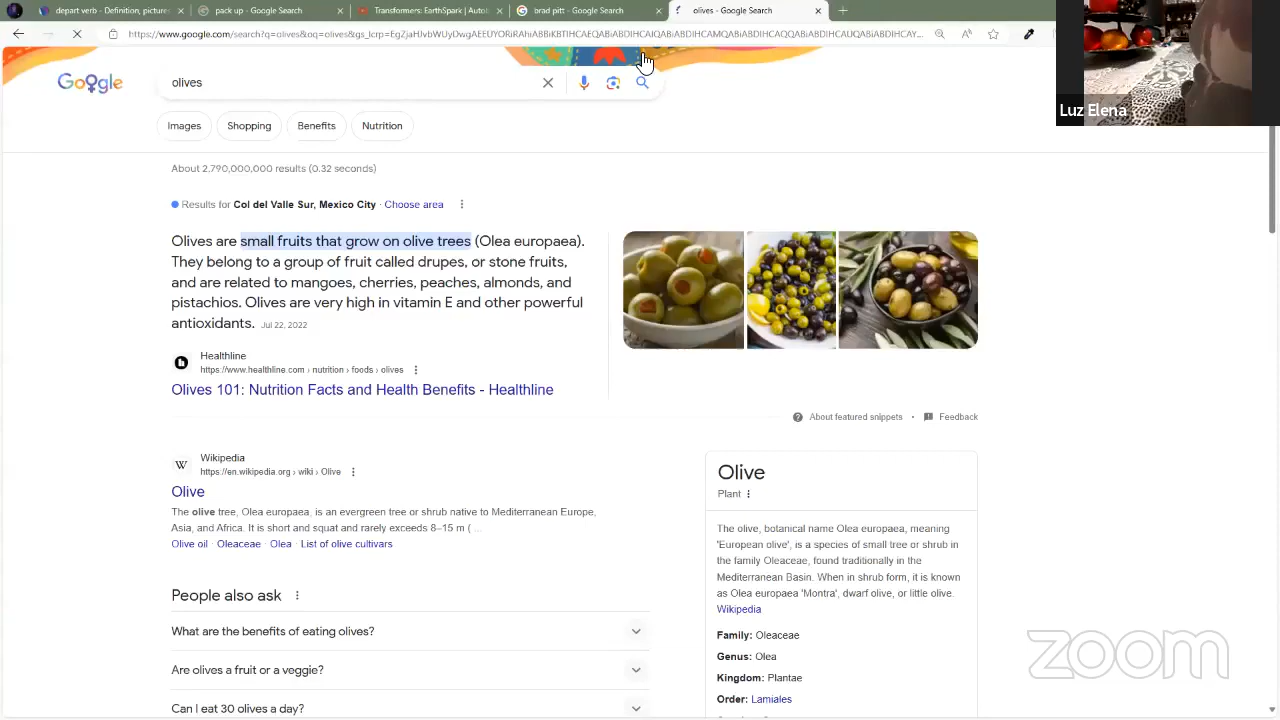 depart verb - Definition, picture
pack up - Google Search
Transformers: EarthSpark | Autob
brad pitt - Google Search
olives - Google Search
https://www.google.com/search?q=olives&oq=olives&gs_lcrp=
Luz Elena
Google
olives
Images
Shopping
Benefits
Nutrition
About 2,790,000,000 results (0.32 seconds)
Results for Col del Valle Sur, Mexico City · Choose area
Olives are small fruits that grow on olive trees (Olea europaea).
They belong to a group of fruit called drupes, or stone fruits,
and are related to mangoes, cherries, peaches, almonds, and
pistachios. Olives are very high in vitamin E and other powerful
antioxidants. Jul 22, 2022
Healthline
https://www.healthline.com › nutrition › foods › olives
Olives 101: Nutrition Facts and Health Benefits - Healthline
About featured snippets · Feedback
Wikipedia
https://en.wikipedia.org › wiki › Olive
Olive
The olive tree, Olea europaea, is an evergreen tree or shrub native to Mediterranean Europe,
Asia, and Africa. It is short and squat and rarely exceeds 8–15 m ( ...
Olive oil · Oleaceae · Olea · List of olive cultivars
People also ask
What are the benefits of eating olives?
Are olives a fruit or a veggie?
Can I eat 30 olives a day?
Olive
Plant
The olive, botanical name Olea europaea, meaning
'European olive', is a species of small tree or shrub in
the family Oleaceae, found traditionally in the
Mediterranean Basin. When in shrub form, it is known
as Olea europaea 'Montra', dwarf olive, or little olive.
Wikipedia
Family: Oleaceae
Genus: Olea
Kingdom: Plantae
Order: Lamiales
zoom